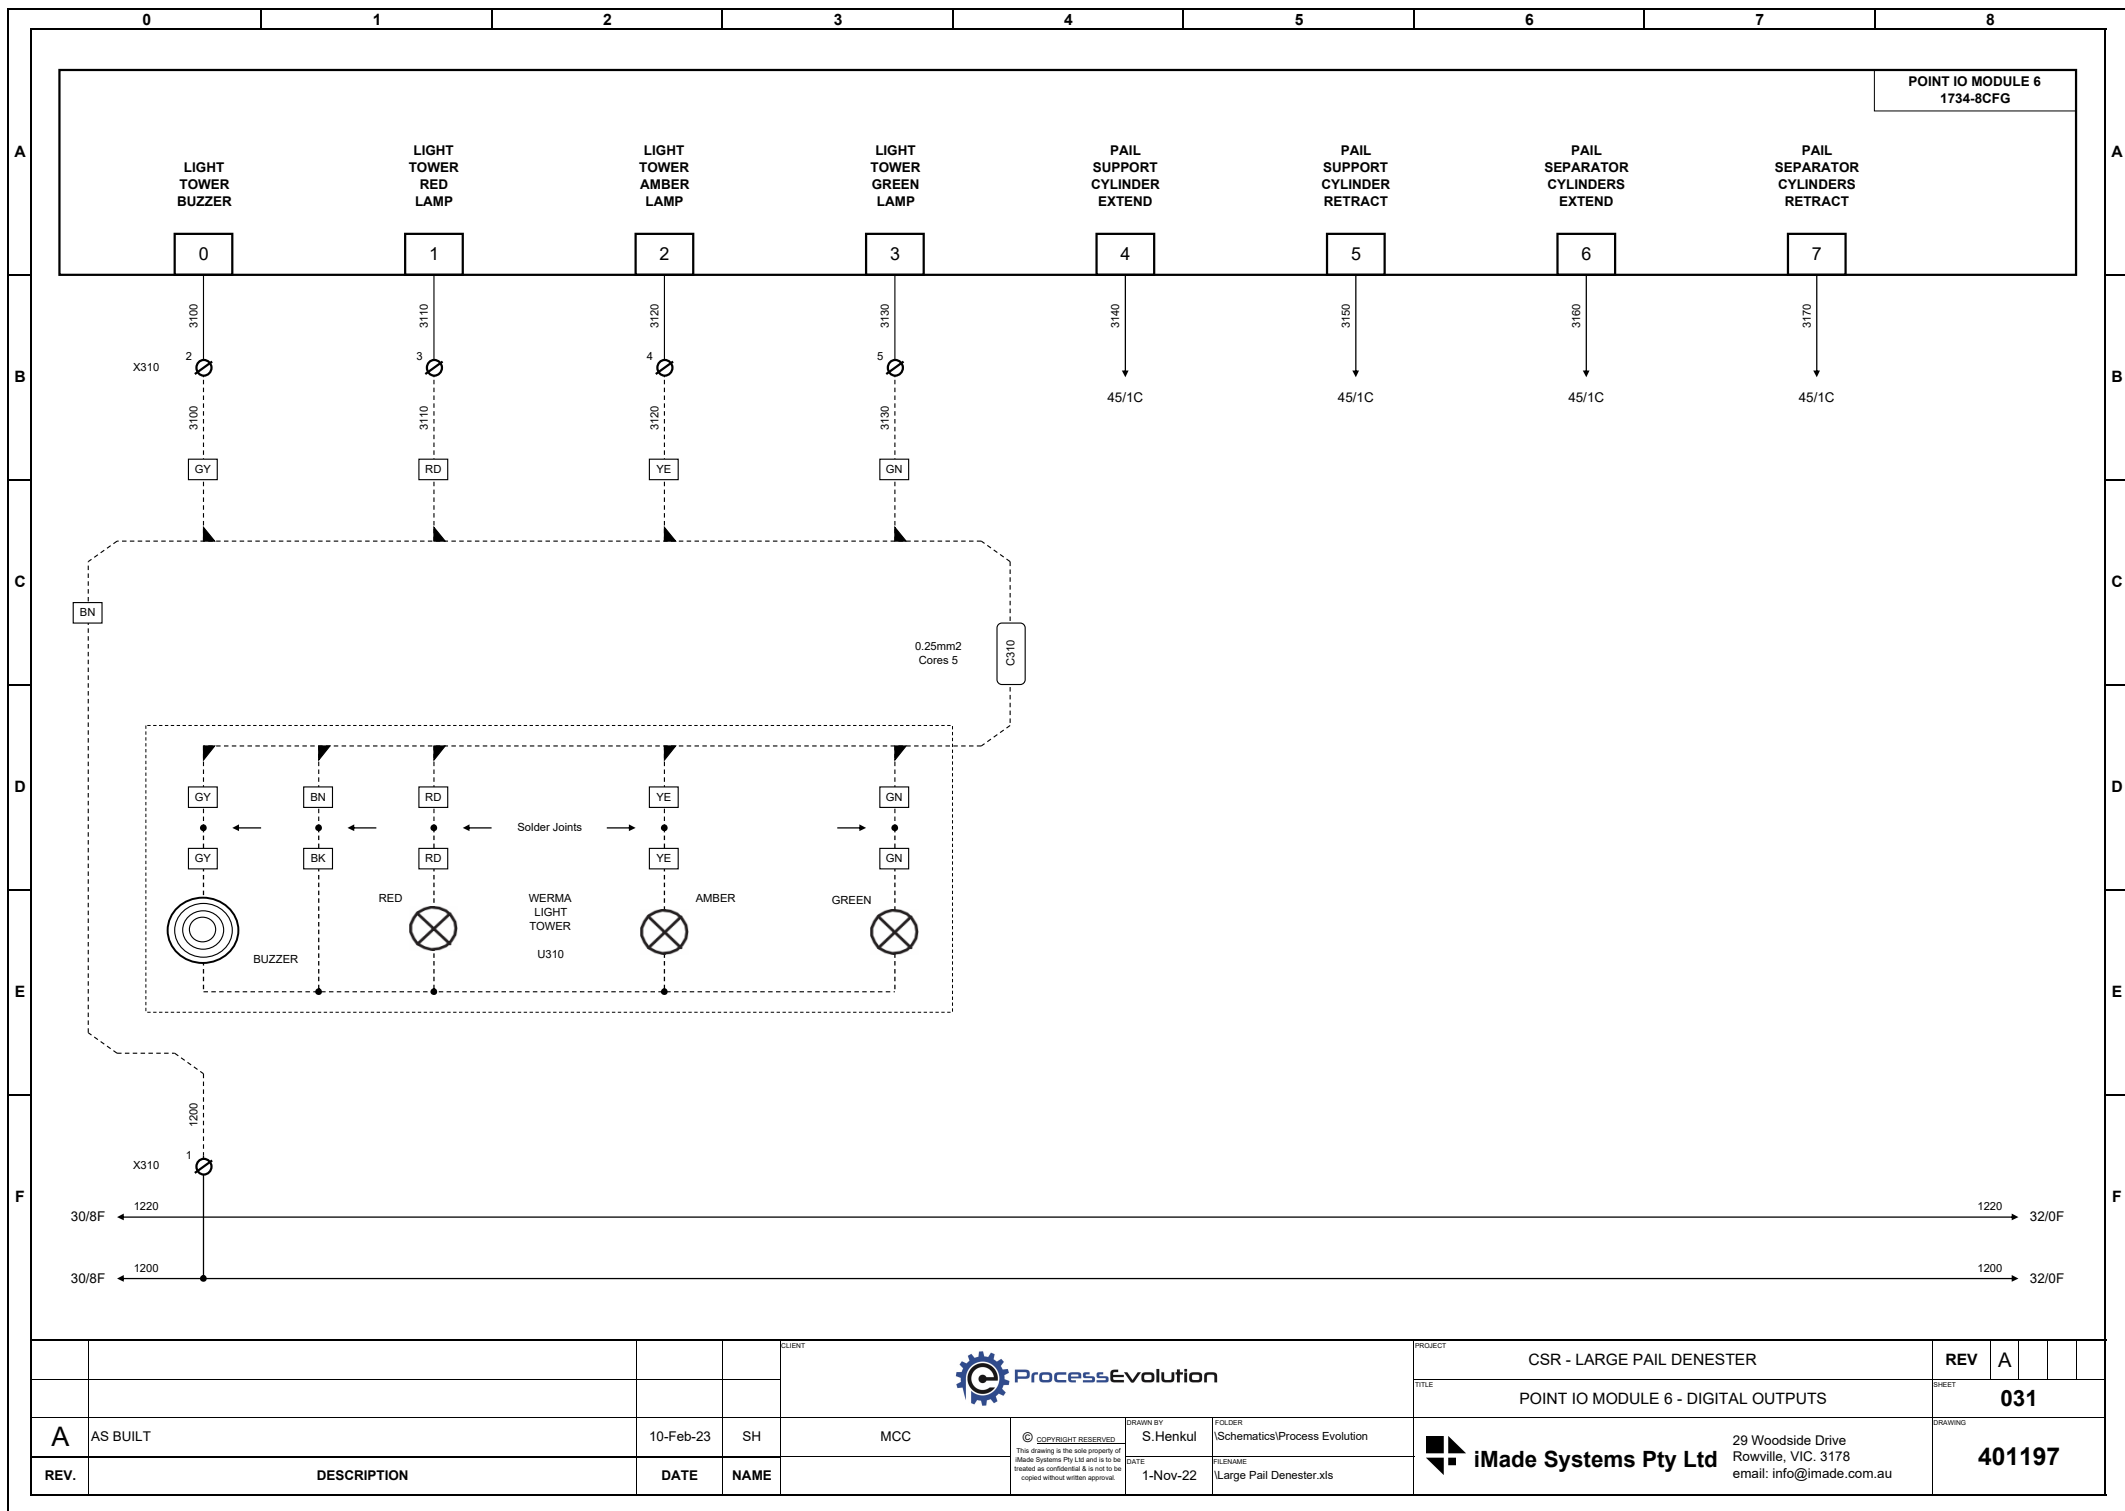 0 1 2 3 4 5 6 7 8
POINT IO MODULE 6
1734-8CFG
A A
LIGHT
TOWER
BUZZER
LIGHT
TOWER
RED
LAMP
LIGHT
TOWER
AMBER
LAMP
LIGHT
TOWER
GREEN
LAMP
PAIL
SUPPORT
CYLINDER
EXTEND
PAIL
SUPPORT
CYLINDER
RETRACT
PAIL
SEPARATOR
CYLINDERS
EXTEND
PAIL
SEPARATOR
CYLINDERS
RETRACT
0 1 2 3 4 5 6 7
3100 3110 3120 3130 3140 3150 3160 3170
X310 2 3 4 5
B B
45/1C 45/1C 45/1C 45/1C
3100 3110 3120 3130
GY RD YE GN
C C
BN
0.25mm2
Cores 5
C310
D D
GY BN RD YE GN
Solder Joints
GY BK RD YE GN
RED
WERMA
LIGHT
TOWER
U310
AMBER
GREEN
BUZZER
E E
1200
X310 1
F F
30/8F 1220 1220 32/0F
30/8F 1200 1200 32/0F
CLIENT
ProcessEvolution
MCC
PROJECT
CSR - LARGE PAIL DENESTER
REV A
TITLE
POINT IO MODULE 6 - DIGITAL OUTPUTS
SHEET
031
A AS BUILT 10-Feb-23 SH
REV. DESCRIPTION DATE NAME
© COPYRIGHT RESERVED
This drawing is the sole property of
iMade Systems Pty Ltd and is to be
treated as confidential & is not to be
copied without written approval.
DRAWN BY
S.Henkul
DATE
1-Nov-22
FOLDER
\Schematics\Process Evolution
FILENAME
\Large Pail Denester.xls
iMade Systems Pty Ltd
29 Woodside Drive
Rowville, VIC. 3178
email: info@imade.com.au
DRAWING
401197